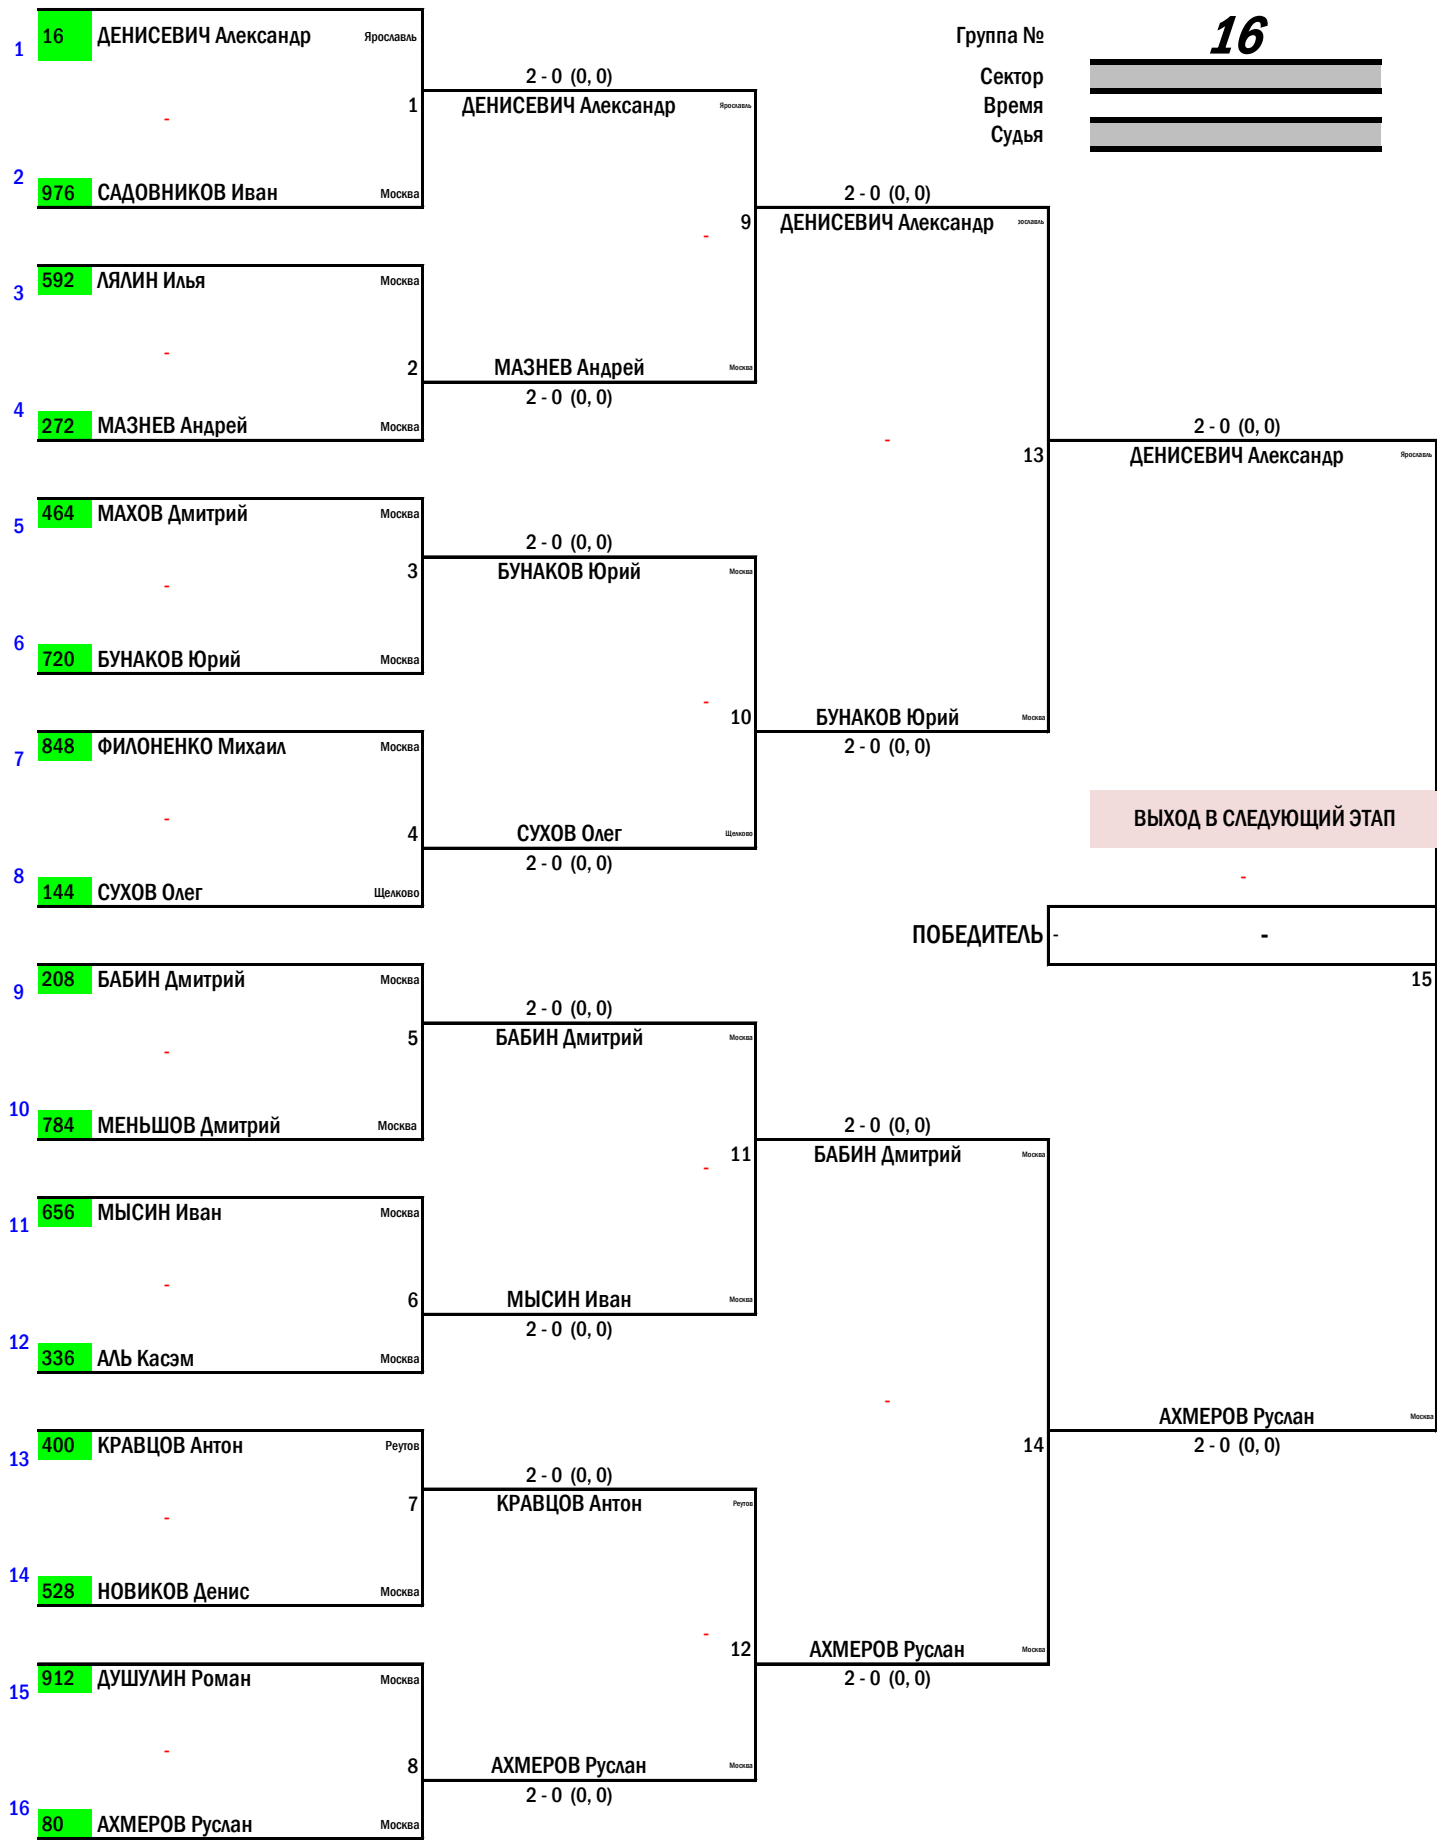 1 16 ДЕНИСЕВИЧ Александр Ярославль
Группа № 16
2 - 0 (0, 0)
Сектор
1 ДЕНИСЕВИЧ Александр Ярославль
Время
-
Судья
2 976 САДОВНИКОВ Иван Москва
2 - 0 (0, 0)
- 9 ДЕНИСЕВИЧ Александр
3 592 ЛЯЛИН Илья Москва
-
2 МАЗНЕВ Андрей Москва
2 - 0 (0, 0)
4 272 МАЗНЕВ Андрей Москва
2 - 0 (0, 0)
-
13 ДЕНИСЕВИЧ Александр Ярославль
5 464 МАХОВ Дмитрий Москва
2 - 0 (0, 0)
3 БУНАКОВ Юрий Москва
-
6 720 БУНАКОВ Юрий Москва
-
10 БУНАКОВ Юрий Москва
7 848 ФИЛОНЕНКО Михаил Москва
2 - 0 (0, 0)
-
ВЫХОД В СЛЕДУЮЩИЙ ЭТАП
4 СУХОВ Олег Щелково
2 - 0 (0, 0)
-
8 144 СУХОВ Олег Щелково
ПОБЕДИТЕЛЬ - -
9 208 БАБИН Дмитрий Москва
15
2 - 0 (0, 0)
5 БАБИН Дмитрий Москва
-
10 784 МЕНЬШОВ Дмитрий Москва
2 - 0 (0, 0)
- 11 БАБИН Дмитрий Москва
11 656 МЫСИН Иван Москва
-
6 МЫСИН Иван Москва
2 - 0 (0, 0)
12 336 АЛЬ Касэм Москва
-
АХМЕРОВ Руслан Москва
13 400 КРАВЦОВ Антон Реутов
14 2 - 0 (0, 0)
2 - 0 (0, 0)
7 КРАВЦОВ Антон Реутов
-
14 528 НОВИКОВ Денис Москва
-
12 АХМЕРОВ Руслан Москва
15 912 ДУШУЛИН Роман Москва
2 - 0 (0, 0)
-
8 АХМЕРОВ Руслан Москва
2 - 0 (0, 0)
16 80 АХМЕРОВ Руслан Москва